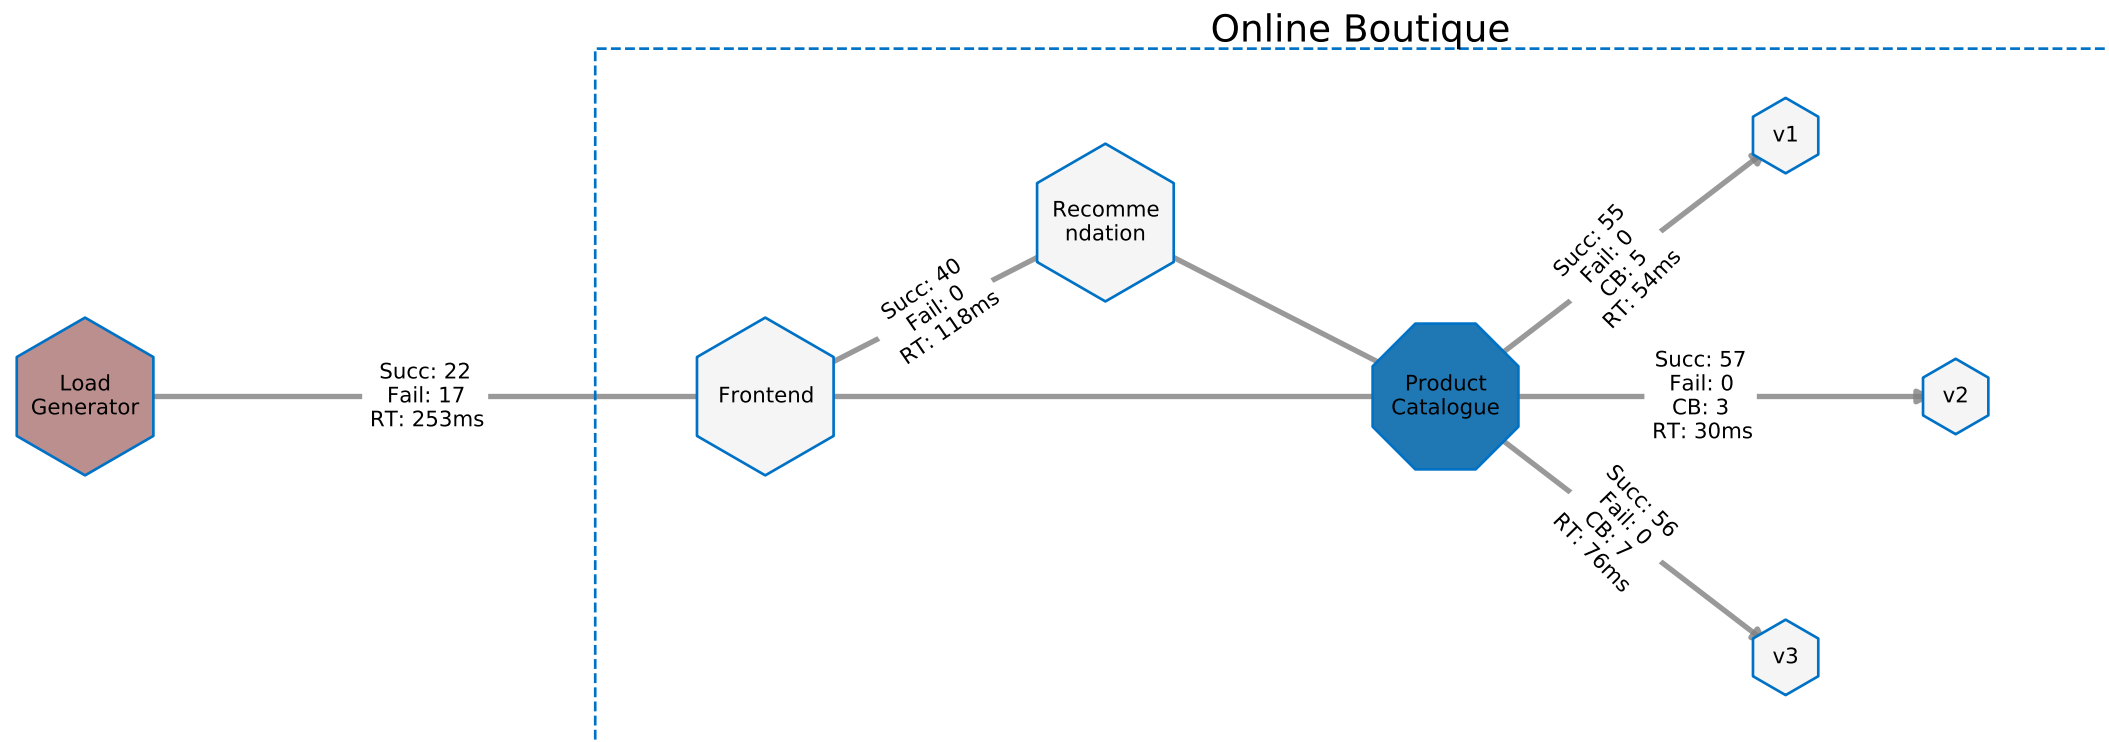 Online Boutique
v1
Recomme
ndation
Succ: 55
Fail: 0
CB: 5
RT: 54ms
Succ: 40
Fail: 0
RT: 118ms
Load
Generator
Succ: 22
Fail: 17
RT: 253ms
Frontend
Product
Catalogue
Succ: 57
Fail: 0
CB: 3
RT: 30ms
v2
Succ: 56
Fail: 0
CB: 7
RT: 76ms
v3